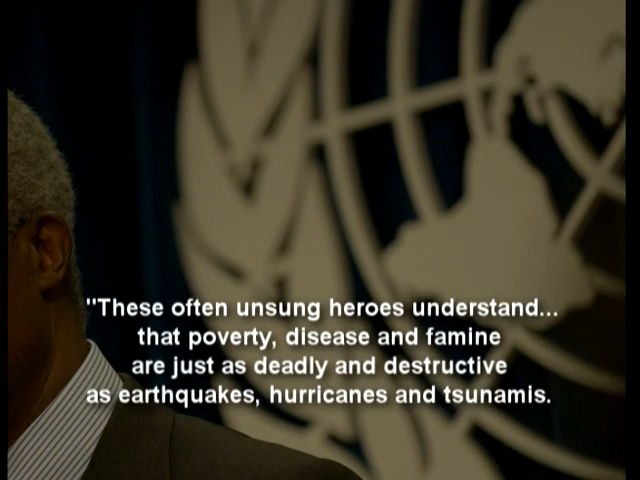 "These often unsung heroes understand...
that poverty, disease and famine
are just as deadly and destructive
as earthquakes, hurricanes and tsunamis.